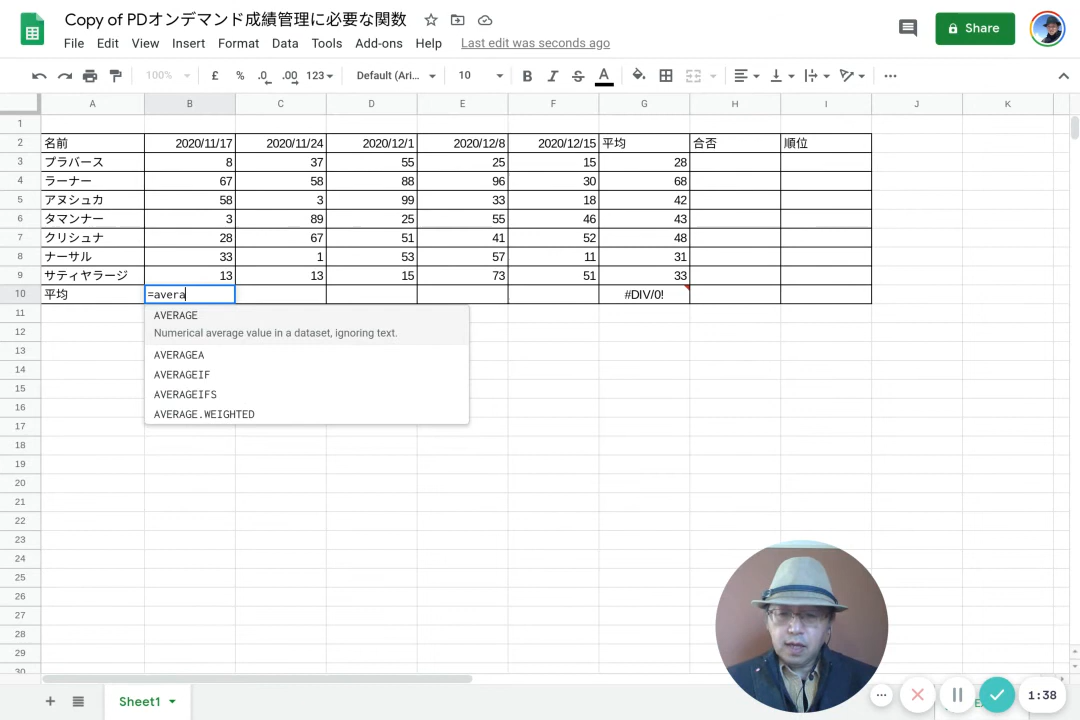 Copy of PDオンデマンド成績管理に必要な関数
File Edit View Insert Format Data Tools Add-ons Help Last edit was seconds ago
Share
100% £ % .0 .00 123 Default (Ari... 10 B I S A
A B C D E F G H I J K
1
2 名前 2020/11/17 2020/11/24 2020/12/1 2020/12/8 2020/12/15 平均 合否 順位
3 プラバース 8 37 55 25 15 28
4 ラーナー 67 58 88 96 30 68
5 アヌシュカ 58 3 99 33 18 42
6 タマンナー 3 89 25 55 46 43
7 クリシュナ 28 67 51 41 52 48
8 ナーサル 33 1 53 57 11 31
9 サティヤラージ 13 13 15 73 51 33
10 平均 =avera #DIV/0!
11
AVERAGE
12 Numerical average value in a dataset, ignoring text.
13 AVERAGEA
14 AVERAGEIF
15 AVERAGEIFS
16 AVERAGE.WEIGHTED
17
18
19
20
21
22
23
24
25
26
27
28
29
30
Sheet1
1:38